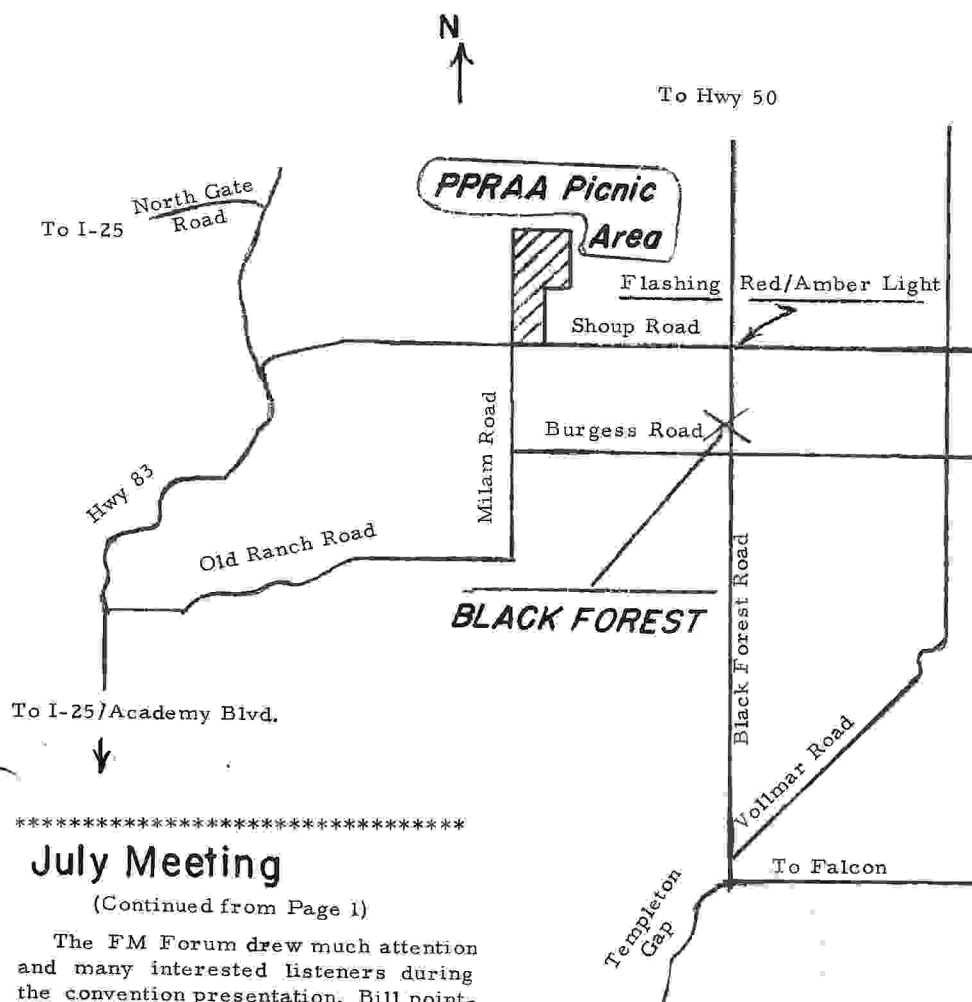 N
To Hwy 50
North Gate
Road
To I-25
PPRAA Picnic
Area
Flashing Red/Amber Light
Shoup Road
Burgess Road
Milam Road
Hwy 83
Old Ranch Road
BLACK FOREST
Black Forest Road
To I-25/Academy Blvd.
Vollmar Road
To Falcon
Templeton
Gap
**********************************
July Meeting
(Continued from Page 1)
The FM Forum drew much attention
and many interested listeners during
the convention presentation. Bill point-